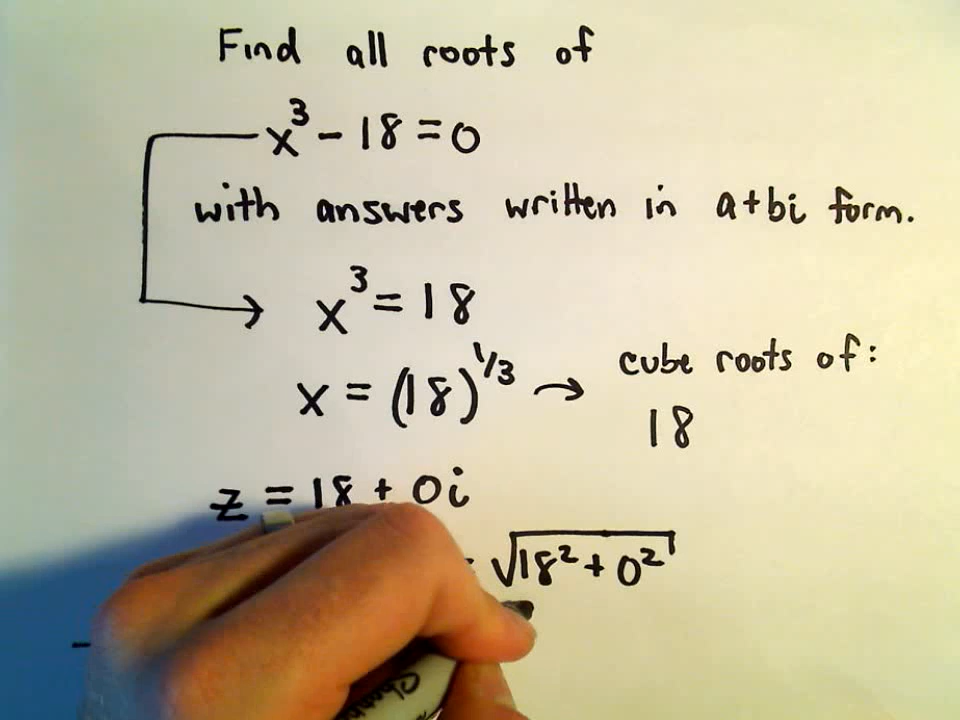 Find all roots of
x³ - 18 = 0
with answers written in a+bi form.
x³ = 18
x = (18)^1/3 → cube roots of:
18
z = 18 + 0i
√18² + 0²